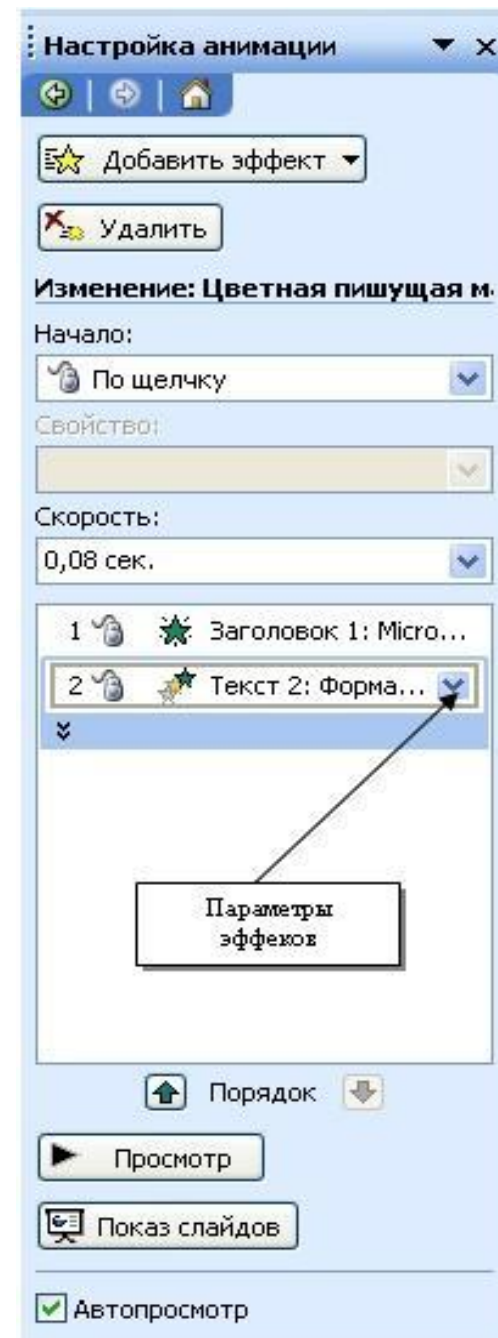 Настройка анимации
Добавить эффект
Удалить
Изменение: Цветная пишущая м
Начало:
По щелчку
Свойство:
Скорость:
0,08 сек.
1 Заголовок 1: Micro...
2 Текст 2: Форма...
Параметры
эффеков
Порядок
Просмотр
Показ слайдов
Автопросмотр